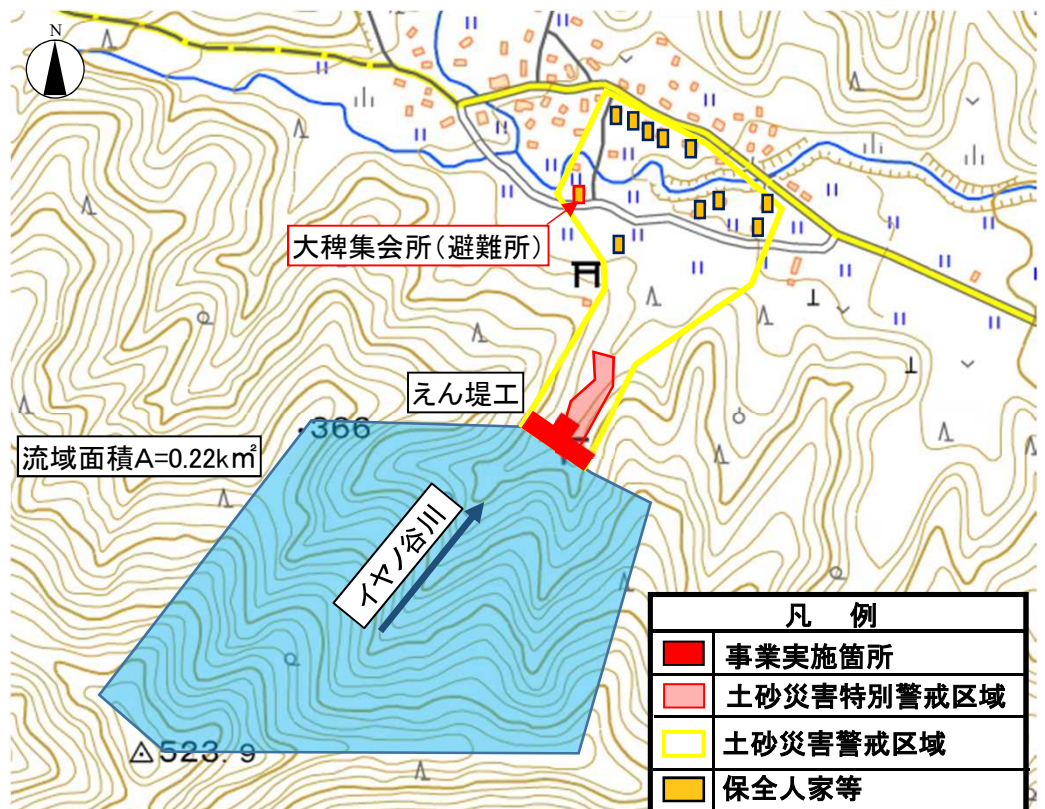 N
大稗集会所(避難所)
えん堤工
366
流域面積A=0.22k㎡
イヤノ谷川
523.9
凡 例
事業実施箇所
土砂災害特別警戒区域
土砂災害警戒区域
保全人家等